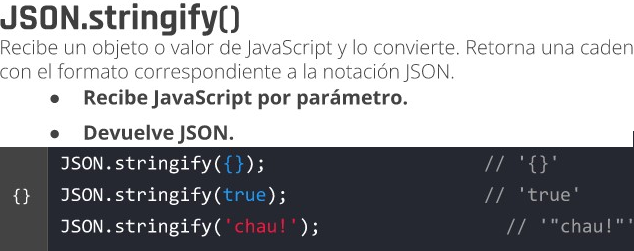 JSON.stringify()
Recibe un objeto o valor de JavaScript y lo convierte. Retorna una caden
con el formato correspondiente a la notación JSON.
● Recibe JavaScript por parámetro.
● Devuelve JSON.
JSON.stringify({}); // '{}'
{} JSON.stringify(true); // 'true'
JSON.stringify('chau!'); // '"chau!"'